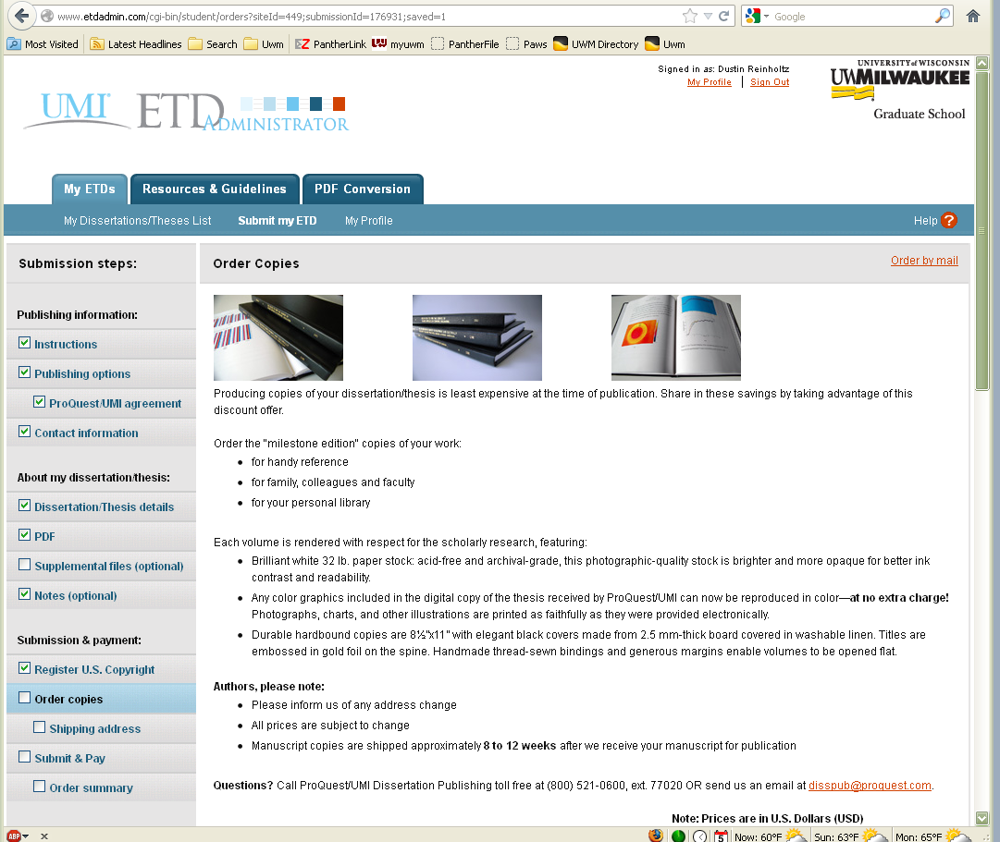 www.etdadmin.com/cgi-bin/student/orders?siteId=449;submissionId=176931;saved=1
Google
Most Visited
Latest Headlines
Search
Uwm
PantherLink
myuwm
PantherFile
Paws
UWM Directory
Uwm
Signed in as: Dustin Reinholtz
My Profile | Sign Out
UNIVERSITY of WISCONSIN
UWMILWAUKEE
Graduate School
UMI® ETD ADMINISTRATOR
My ETDs
Resources & Guidelines
PDF Conversion
My Dissertations/Theses List
Submit my ETD
My Profile
Help ?
Submission steps:
Publishing information:
Instructions
Publishing options
ProQuest/UMI agreement
Contact information
About my dissertation/thesis:
Dissertation/Thesis details
PDF
Supplemental files (optional)
Notes (optional)
Submission & payment:
Register U.S. Copyright
Order copies
Shipping address
Submit & Pay
Order summary
Order Copies
Order by mail
Producing copies of your dissertation/thesis is least expensive at the time of publication. Share in these savings by taking advantage of this
discount offer.
Order the "milestone edition" copies of your work:
• for handy reference
• for family, colleagues and faculty
• for your personal library
Each volume is rendered with respect for the scholarly research, featuring:
• Brilliant white 32 lb. paper stock: acid-free and archival-grade, this photographic-quality stock is brighter and more opaque for better ink
contrast and readability.
• Any color graphics included in the digital copy of the thesis received by ProQuest/UMI can now be reproduced in color—at no extra charge!
Photographs, charts, and other illustrations are printed as faithfully as they were provided electronically.
• Durable hardbound copies are 8½"x11" with elegant black covers made from 2.5 mm-thick board covered in washable linen. Titles are
embossed in gold foil on the spine. Handmade thread-sewn bindings and generous margins enable volumes to be opened flat.
Authors, please note:
• Please inform us of any address change
• All prices are subject to change
• Manuscript copies are shipped approximately 8 to 12 weeks after we receive your manuscript for publication
Questions? Call ProQuest/UMI Dissertation Publishing toll free at (800) 521-0600, ext. 77020 OR send us an email at disspub@proquest.com.
Note: Prices are in U.S. Dollars (USD)
ABP
x
5
Now: 60°F
Sun: 63°F
Mon: 65°F